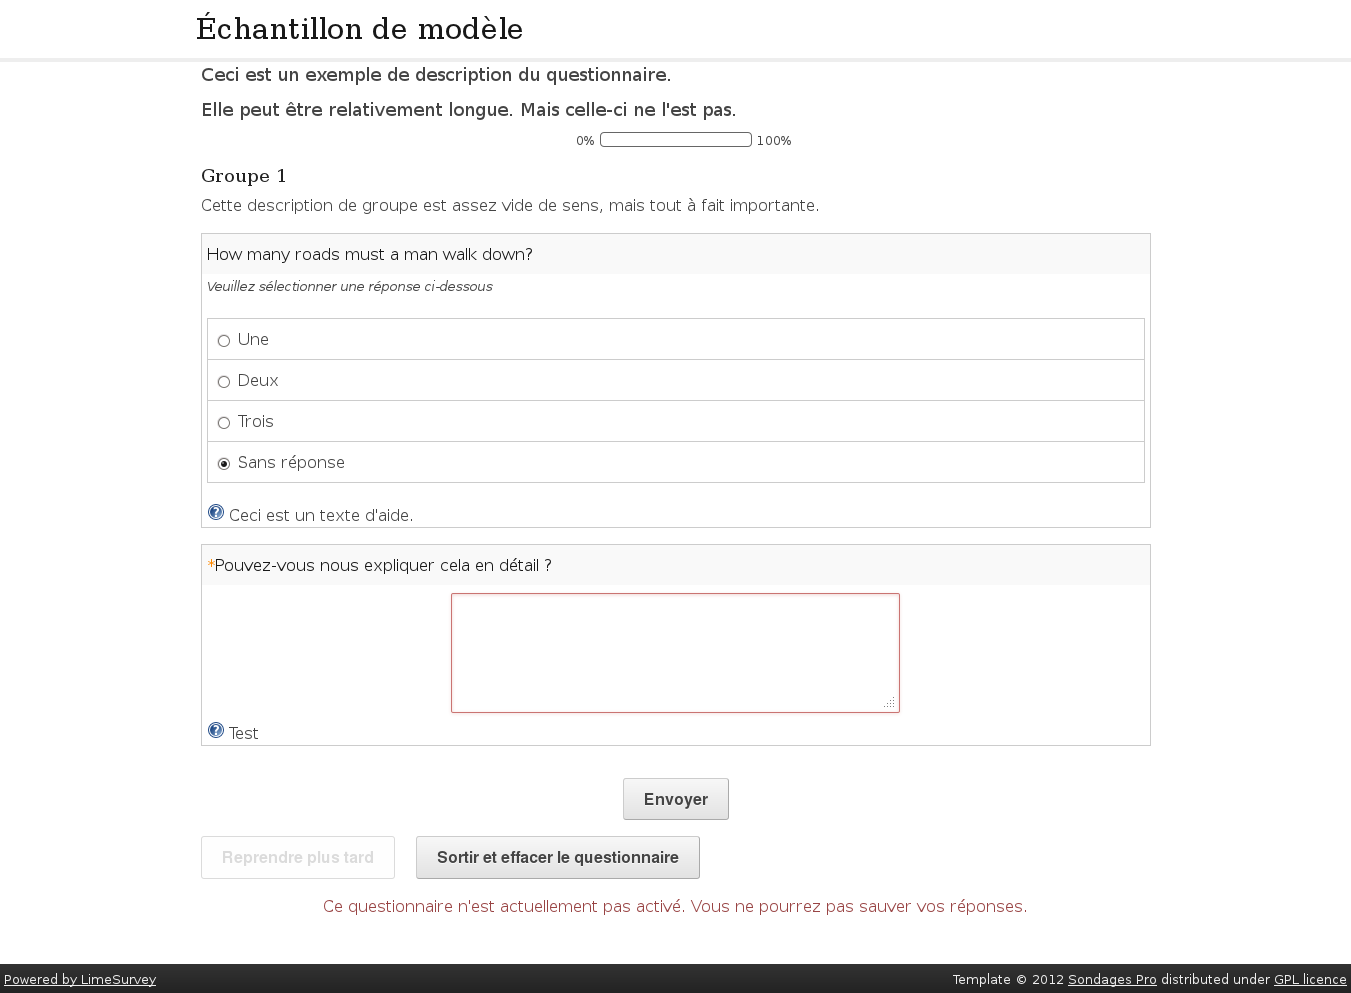 Échantillon de modèle
Ceci est un exemple de description du questionnaire.
Elle peut être relativement longue. Mais celle-ci ne l'est pas.
0% 100%
Groupe 1
Cette description de groupe est assez vide de sens, mais tout à fait importante.
How many roads must a man walk down?
Veuillez sélectionner une réponse ci-dessous
Une
Deux
Trois
Sans réponse
? Ceci est un texte d'aide.
*Pouvez-vous nous expliquer cela en détail ?
? Test
Envoyer
Reprendre plus tard Sortir et effacer le questionnaire
Ce questionnaire n'est actuellement pas activé. Vous ne pourrez pas sauver vos réponses.
Powered by LimeSurvey Template © 2012 Sondages Pro distributed under GPL licence